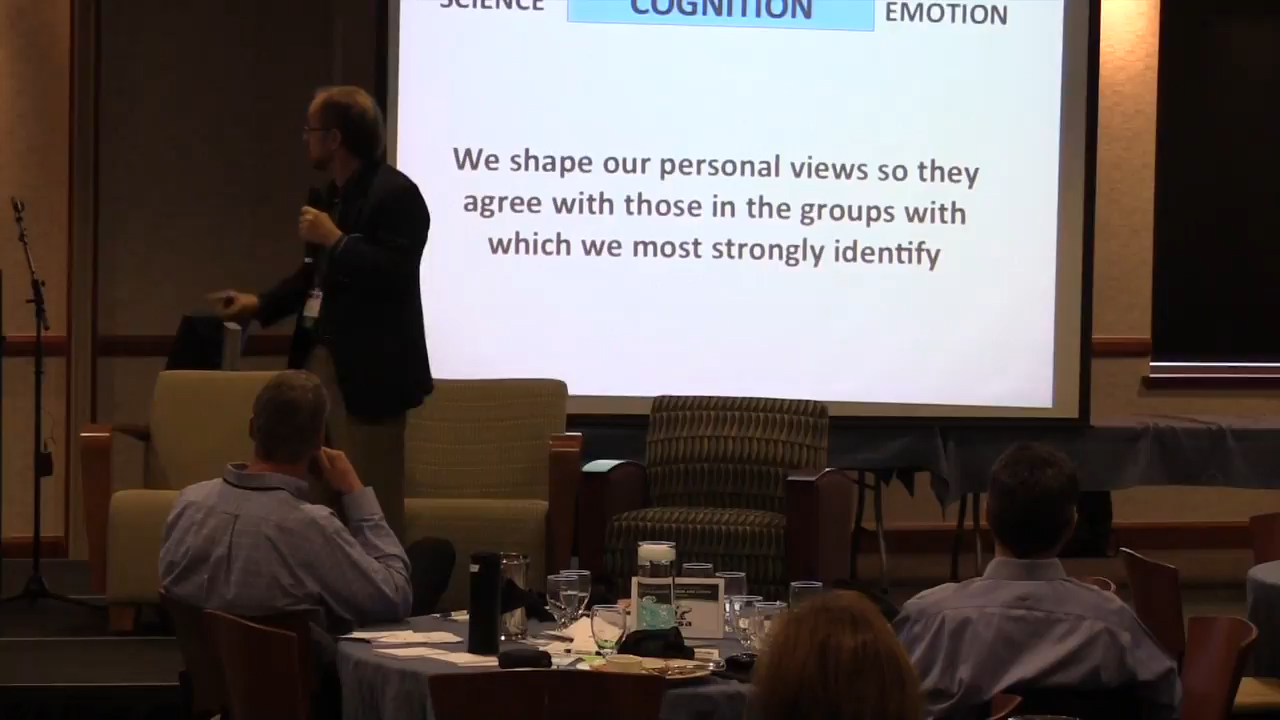 SCIENCE COGNITION EMOTION
We shape our personal views so they
agree with those in the groups with
which we most strongly identify